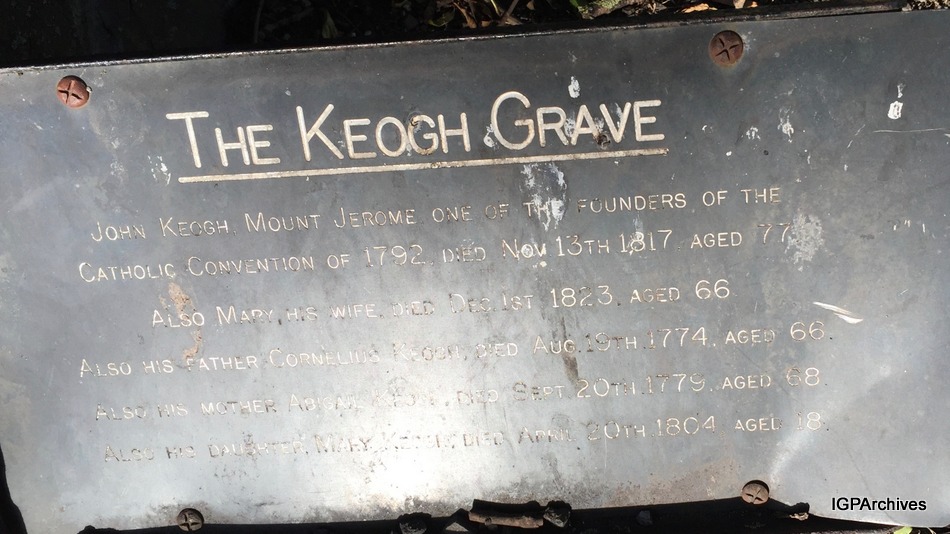 THE KEOGH GRAVE
JOHN KEOGH, MOUNT JEROME, ONE OF THE FOUNDERS OF THE
CATHOLIC CONVENTION OF 1792, DIED NOV 13TH 1817, AGED 77
ALSO MARY, HIS WIFE, DIED DEC. 1ST 1823, AGED 66
ALSO HIS FATHER CORNELIUS KEOGH, DIED AUG. 19TH. 1774, AGED 66.
ALSO HIS MOTHER ABIGAIL KEOGH, DIED SEPT. 20TH. 1779, AGED 68.
ALSO HIS DAUGHTER, MARY KEOGH, DIED APRIL 20TH. 1804 AGED 18.
IGPArchives